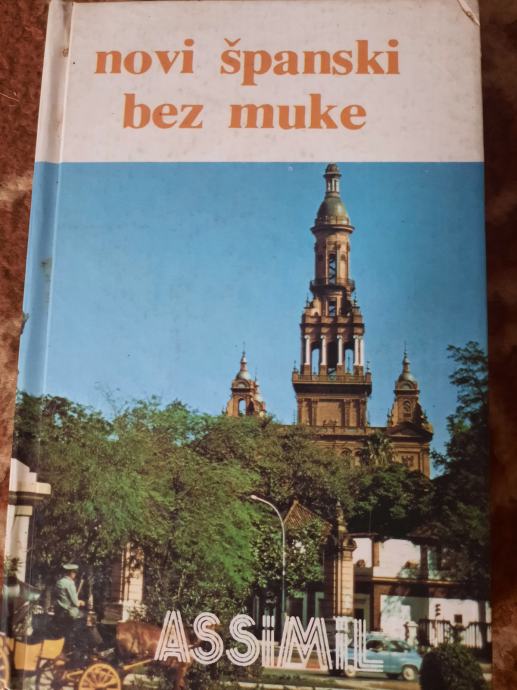 novi španski
bez muke
ASSiMiL